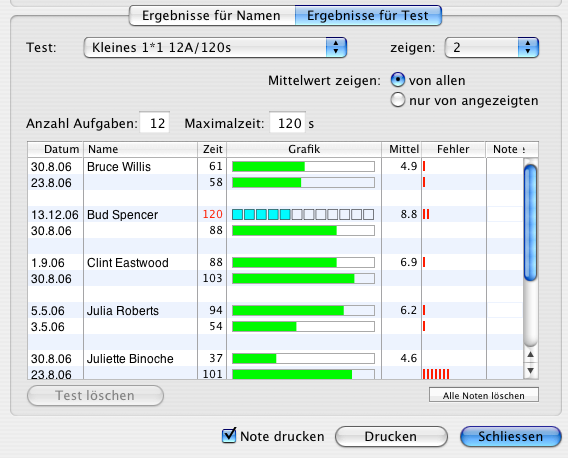 Ergebnisse für Namen Ergebnisse für Test
Test: Kleines 1*1 12A/120s zeigen: 2
Mittelwert zeigen: von allen
nur von angezeigten
Anzahl Aufgaben: 12 Maximalzeit: 120 s
Datum Name Zeit Grafik Mittel Fehler Note s
30.8.06 Bruce Willis 61 4.9
23.8.06 58
13.12.06 Bud Spencer 120 8.8
30.8.06 88
1.9.06 Clint Eastwood 88 6.9
30.8.06 103
5.5.06 Julia Roberts 94 6.2
3.5.06 54
30.8.06 Juliette Binoche 37 4.6
23.8.06 101
Test löschen Alle Noten löschen
Note drucken Drucken Schliessen